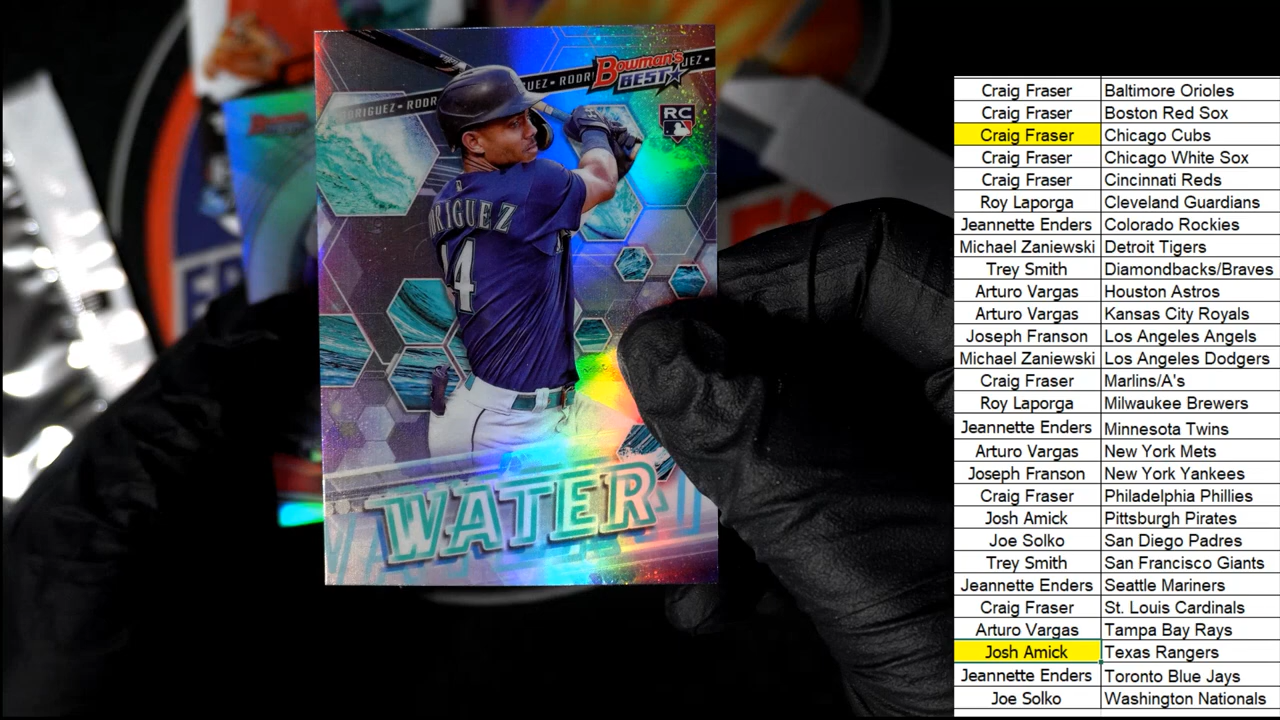 RODRIGUEZ - RODR
UEZ - RODRI
UEZ -
Bowman's
BEST
RC
RIGUEZ
44
WATER
Craig Fraser Baltimore Orioles
Craig Fraser Boston Red Sox
Craig Fraser Chicago Cubs
Craig Fraser Chicago White Sox
Craig Fraser Cincinnati Reds
Roy Laporga Cleveland Guardians
Jeannette Enders Colorado Rockies
Michael Zaniewski Detroit Tigers
Trey Smith Diamondbacks/Braves
Arturo Vargas Houston Astros
Arturo Vargas Kansas City Royals
Joseph Franson Los Angeles Angels
Michael Zaniewski Los Angeles Dodgers
Craig Fraser Marlins/A's
Roy Laporga Milwaukee Brewers
Jeannette Enders Minnesota Twins
Arturo Vargas New York Mets
Joseph Franson New York Yankees
Craig Fraser Philadelphia Phillies
Josh Amick Pittsburgh Pirates
Joe Solko San Diego Padres
Trey Smith San Francisco Giants
Jeannette Enders Seattle Mariners
Craig Fraser St. Louis Cardinals
Arturo Vargas Tampa Bay Rays
Josh Amick Texas Rangers
Jeannette Enders Toronto Blue Jays
Joe Solko Washington Nationals